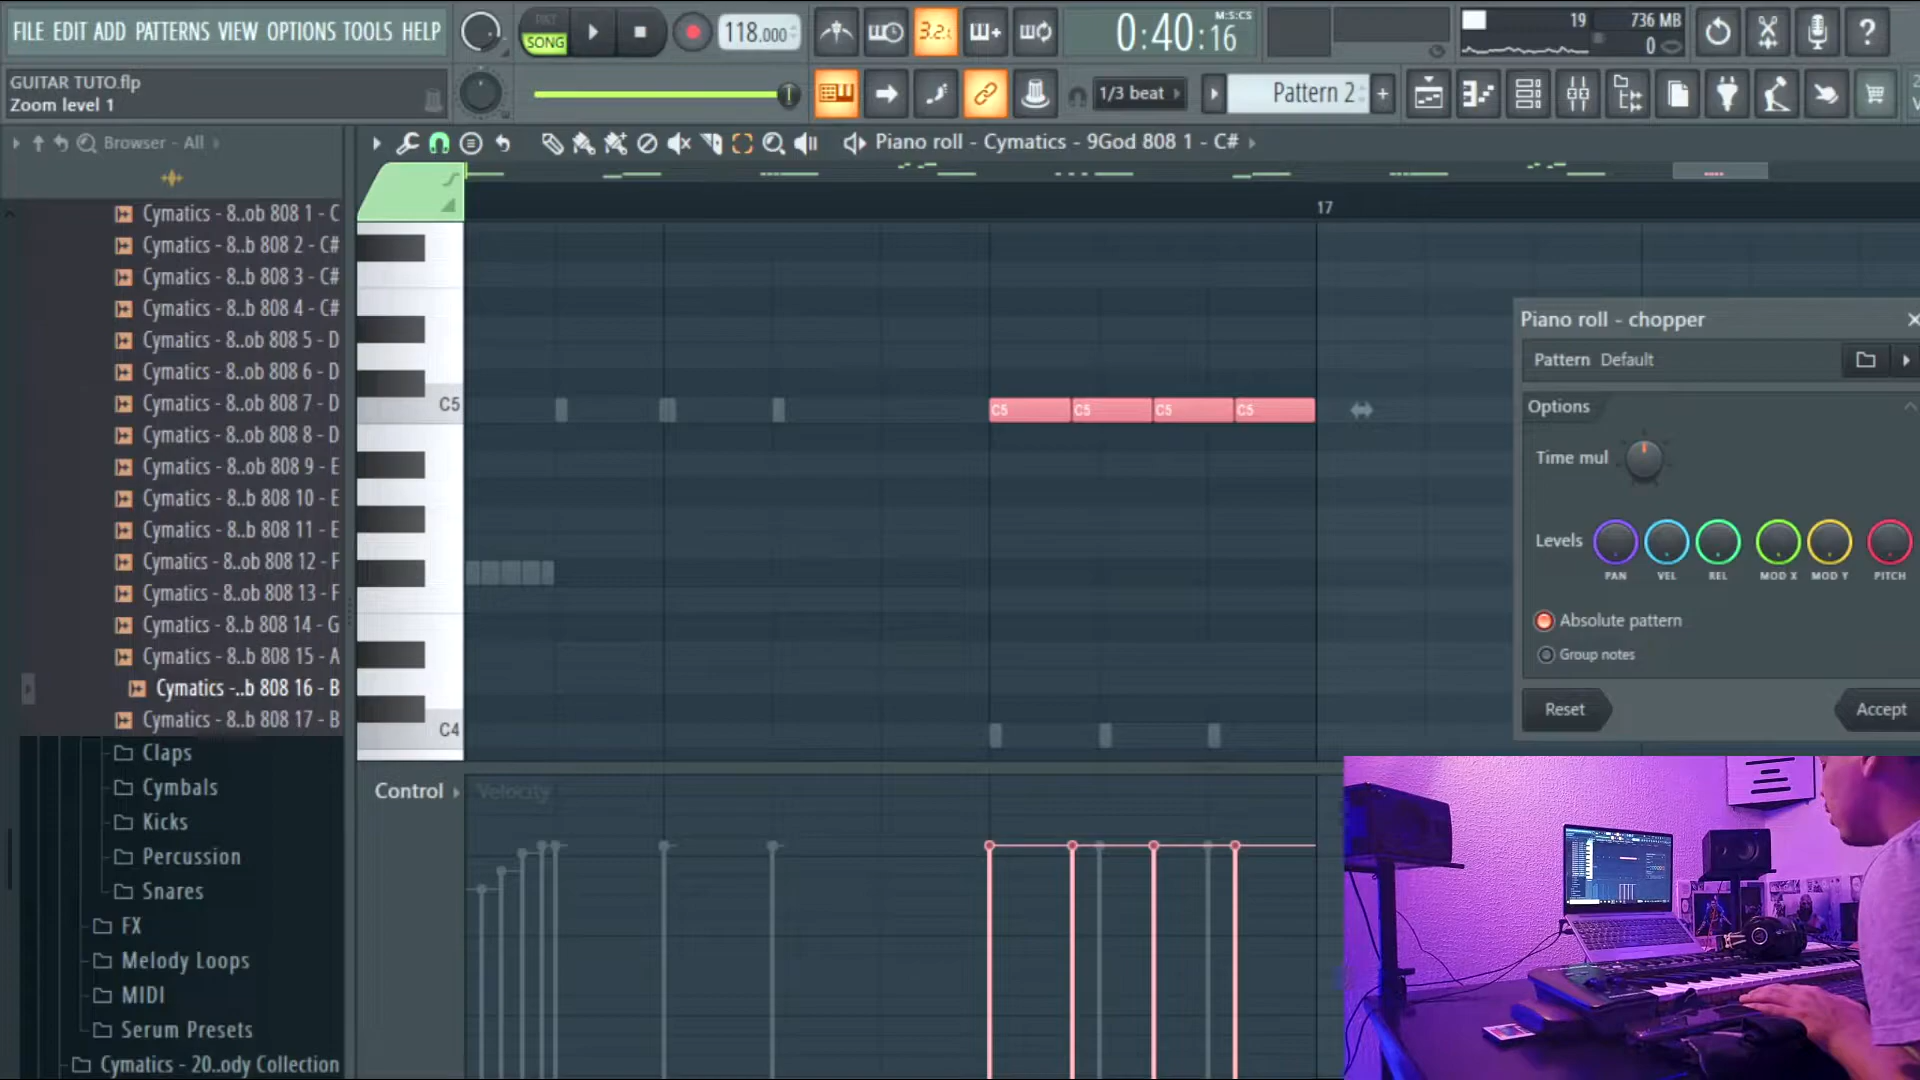 FILE EDIT ADD PATTERNS VIEW OPTIONS TOOLS HELP
PAT
SONG
118.000
3.2.
0:40:16
M:S:CS
19
736 MB
0
GUITAR TUTO.flp
Zoom level 1
1/3 beat
Pattern 2
Browser - All
Piano roll - Cymatics - 9God 808 1 - C#
17
Cymatics - 8..ob 808 1 - C
Cymatics - 8..b 808 2 - C#
Cymatics - 8..b 808 3 - C#
Cymatics - 8..b 808 4 - C#
Cymatics - 8..ob 808 5 - D
Cymatics - 8..ob 808 6 - D
Cymatics - 8..ob 808 7 - D
Cymatics - 8..ob 808 8 - D
Cymatics - 8..ob 808 9 - E
Cymatics - 8..b 808 10 - E
Cymatics - 8..b 808 11 - E
Cymatics - 8..ob 808 12 - F
Cymatics - 8..ob 808 13 - F
Cymatics - 8..b 808 14 - G
Cymatics - 8..b 808 15 - A
Cymatics -..b 808 16 - B
Cymatics - 8..b 808 17 - B
Claps
Cymbals
Kicks
Percussion
Snares
FX
Melody Loops
MIDI
Serum Presets
Cymatics - 20..ody Collection
C5
C4
C5 C5 C5 C5
Control
Velocity
Piano roll - chopper
Pattern Default
Options
Time mul
Levels
PAN VEL REL MOD X MOD Y PITCH
Absolute pattern
Group notes
Reset
Accept